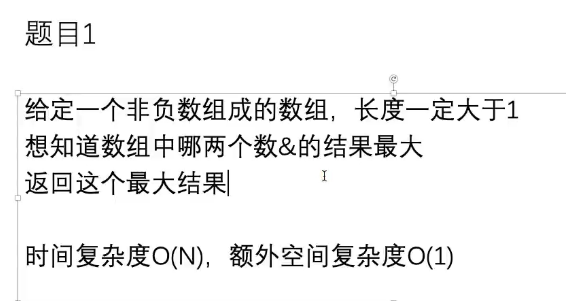 题目1
给定一个非负数组成的数组，长度一定大于1
想知道数组中哪两个数&的结果最大
返回这个最大结果
时间复杂度O(N)，额外空间复杂度O(1)